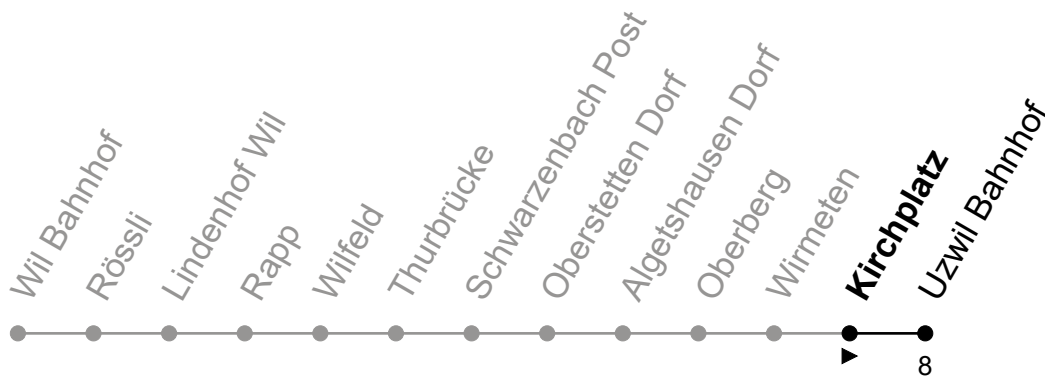 Wil Bahnhof
Rössli
Lindenhof Wil
Rapp
Wilfeld
Thurbrücke
Schwarzenbach Post
Oberstetten Dorf
Algetshausen Dorf
Oberberg
Wirmeten
Kirchplatz
Uzwil Bahnhof
8